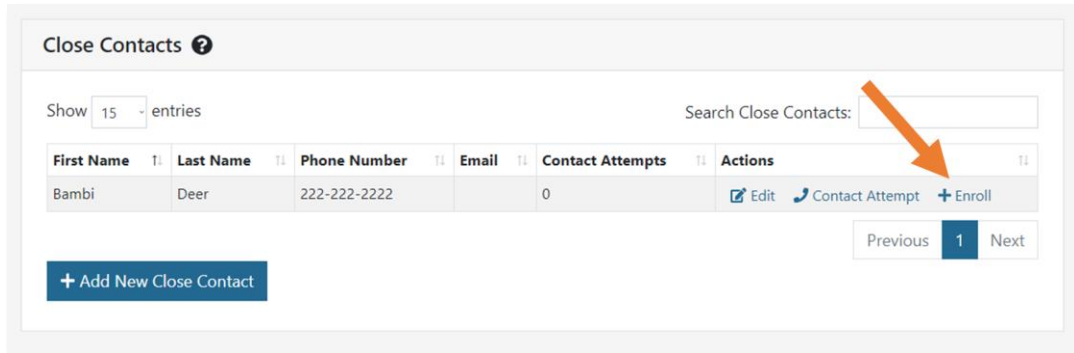 Close Contacts ?
Show 15 entries
Search Close Contacts:
First Name Last Name Phone Number Email Contact Attempts Actions
Bambi Deer 222-222-2222 0 Edit Contact Attempt + Enroll
Previous 1 Next
+ Add New Close Contact